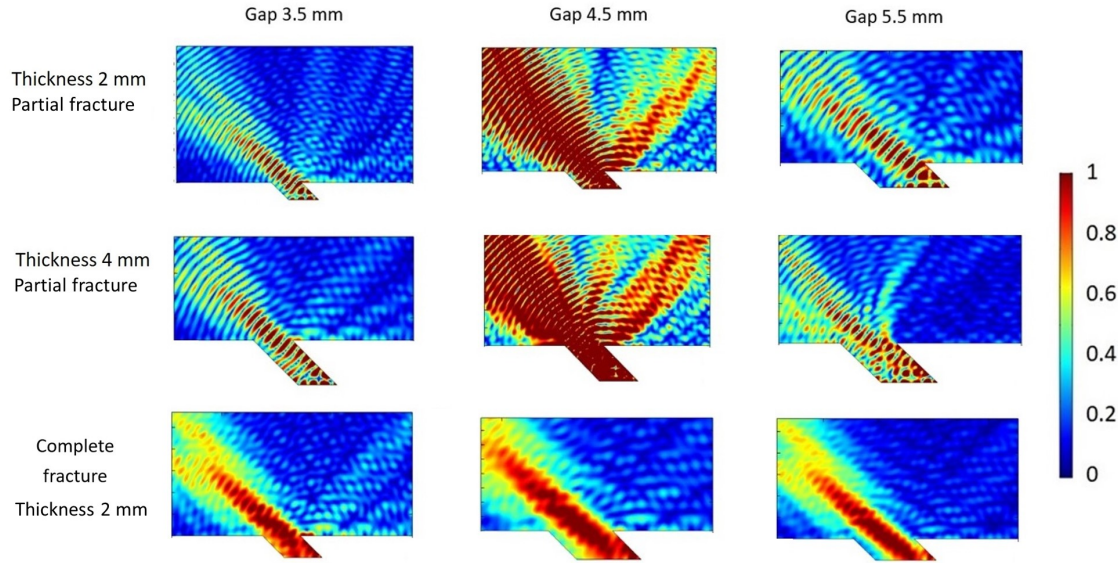 Gap 3.5 mm
Gap 4.5 mm
Gap 5.5 mm
Thickness 2 mm
Partial fracture
Thickness 4 mm
Partial fracture
Complete
fracture
Thickness 2 mm
1
0.8
0.6
0.4
0.2
0